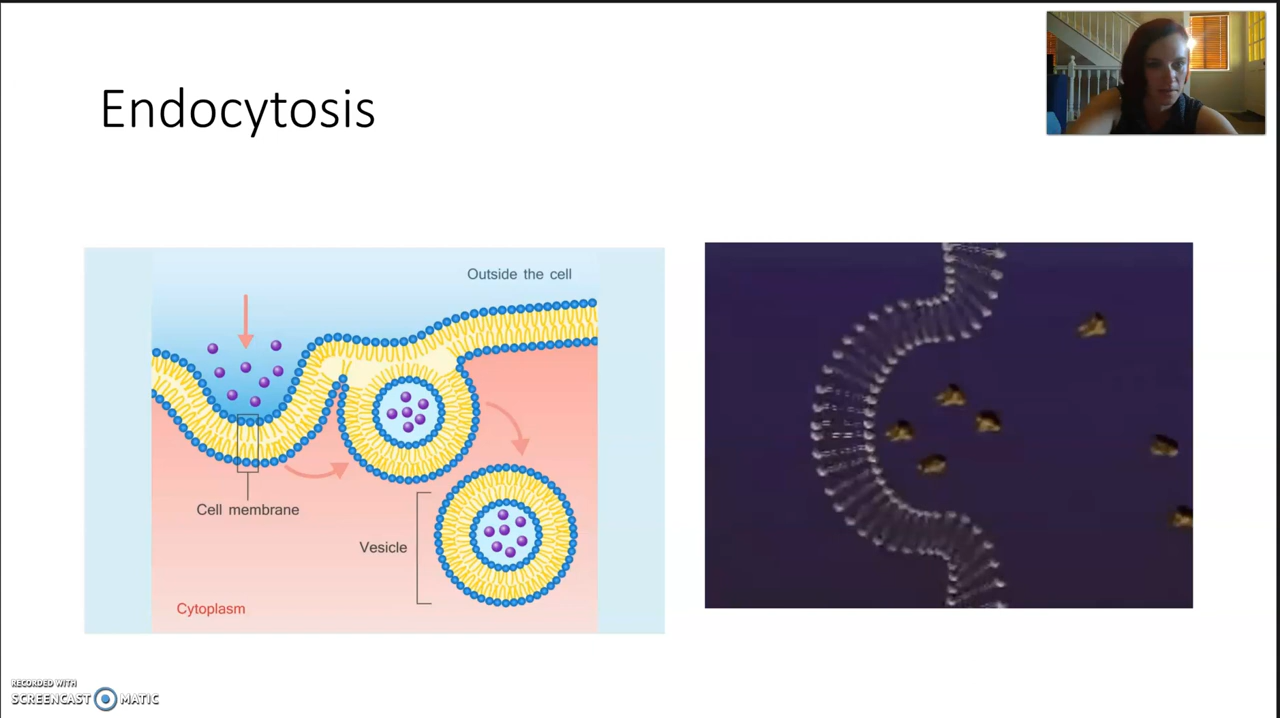 Endocytosis
Outside the cell
Cell membrane
Vesicle
Cytoplasm
RECORDED WITH
SCREENCAST MATIC